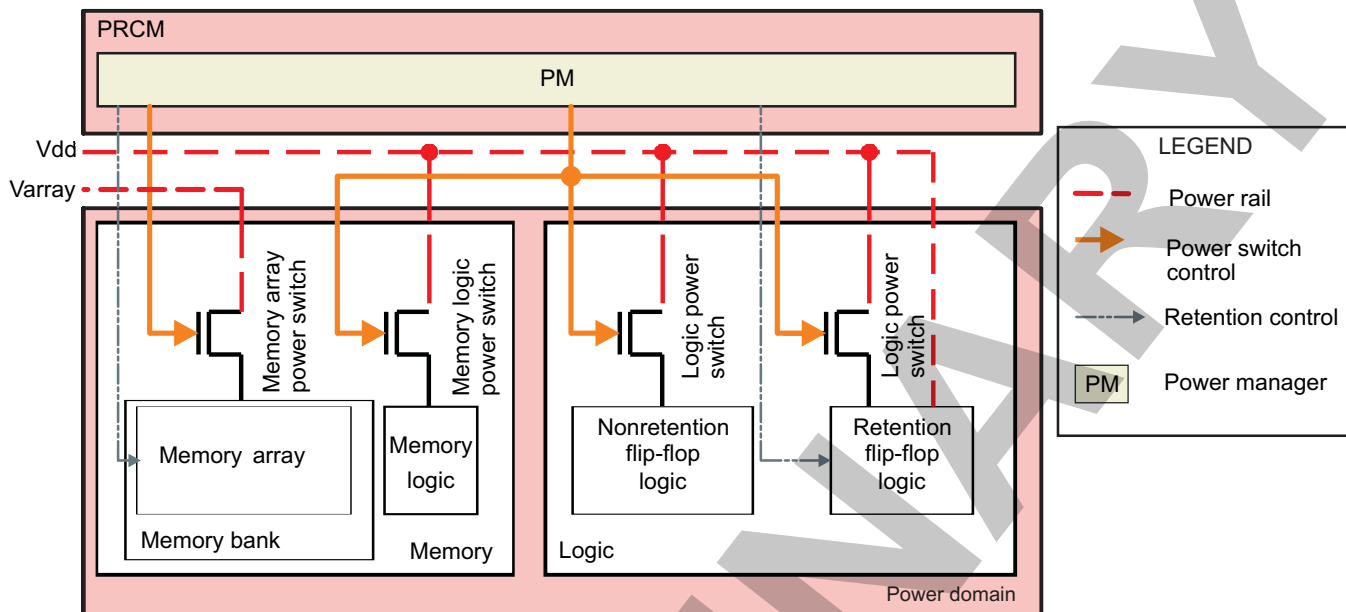 PRCM
PM
Vdd
Varray
Memory array
power switch
Memory logic
power switch
Logic power
switch
Logic power
switch
Memory array
Memory bank
Memory
logic
Memory
Nonretention
flip-flop
logic
Retention
flip-flop
logic
Logic
Power domain
LEGEND
Power rail
Power switch
control
Retention control
PM
Power manager
NARY